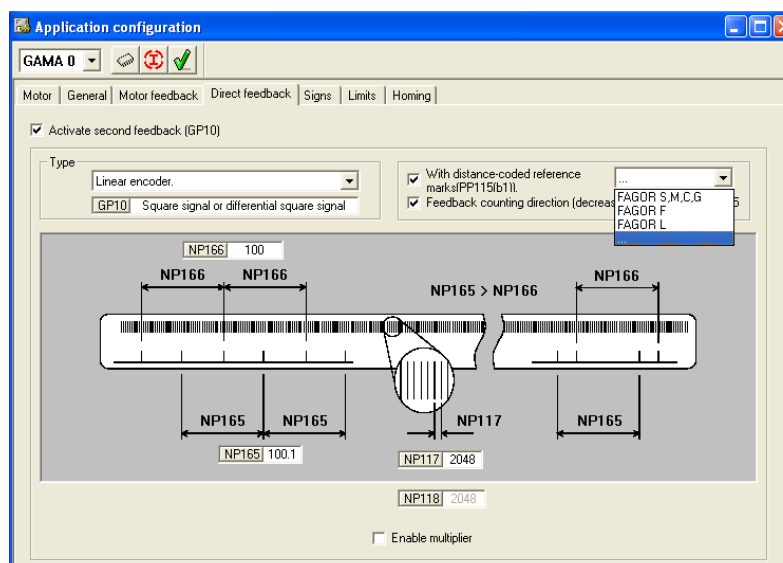 Application configuration
GAMA 0
Motor General Motor feedback Direct feedback Signs Limits Homing
Activate second feedback (GP10)
Type
Linear encoder.
GP10 Square signal or differential square signal
With distance-coded reference
marks(PP115(b1)).
...
Feedback counting direction (decreas
5
FAGOR S,M,C,G
FAGOR F
FAGOR L
...
NP166 100
NP166 NP166
NP165 > NP166
NP166
NP165 NP165
NP117
NP165
NP165 100.1
NP117 2048
NP118 2048
Enable multiplier